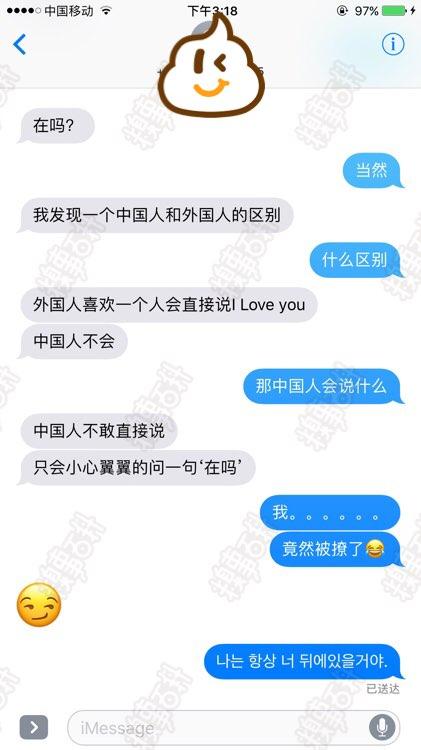 中国移动
下午3:18
97%
在吗?
当然
我发现一个中国人和外国人的区别
什么区别
外国人喜欢一个人会直接说I Love you
中国人不会
那中国人会说什么
中国人不敢直接说
只会小心翼翼的问一句‘在吗’
我。。。。。。
竟然被撩了😂
나는 항상 너 뒤에있을거야.
已送达
iMessage